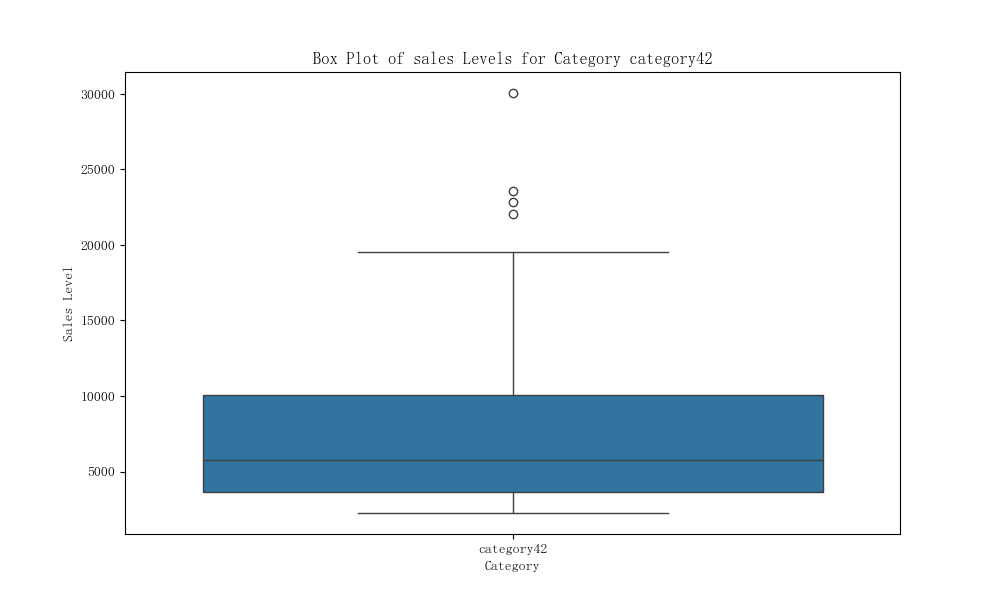 Box Plot of sales Levels for Category category42
30000
25000
20000
15000
10000
5000
Sales Level
category42
Category